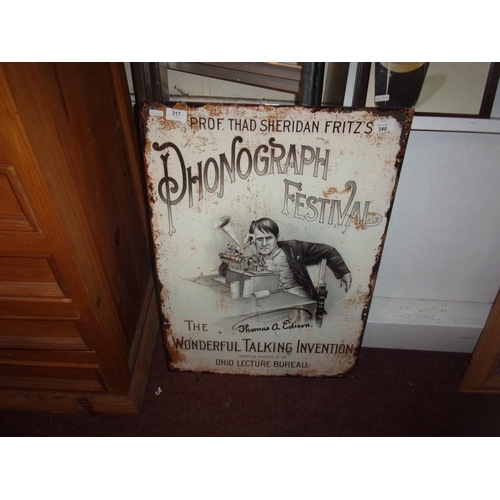 317
340
PROF. THAD SHERIDAN FRITZ'S
PHONOGRAPH
FESTIVAL
THE
Thomas A. Edison.
WONDERFUL TALKING INVENTION
OHIO LECTURE BUREAU.